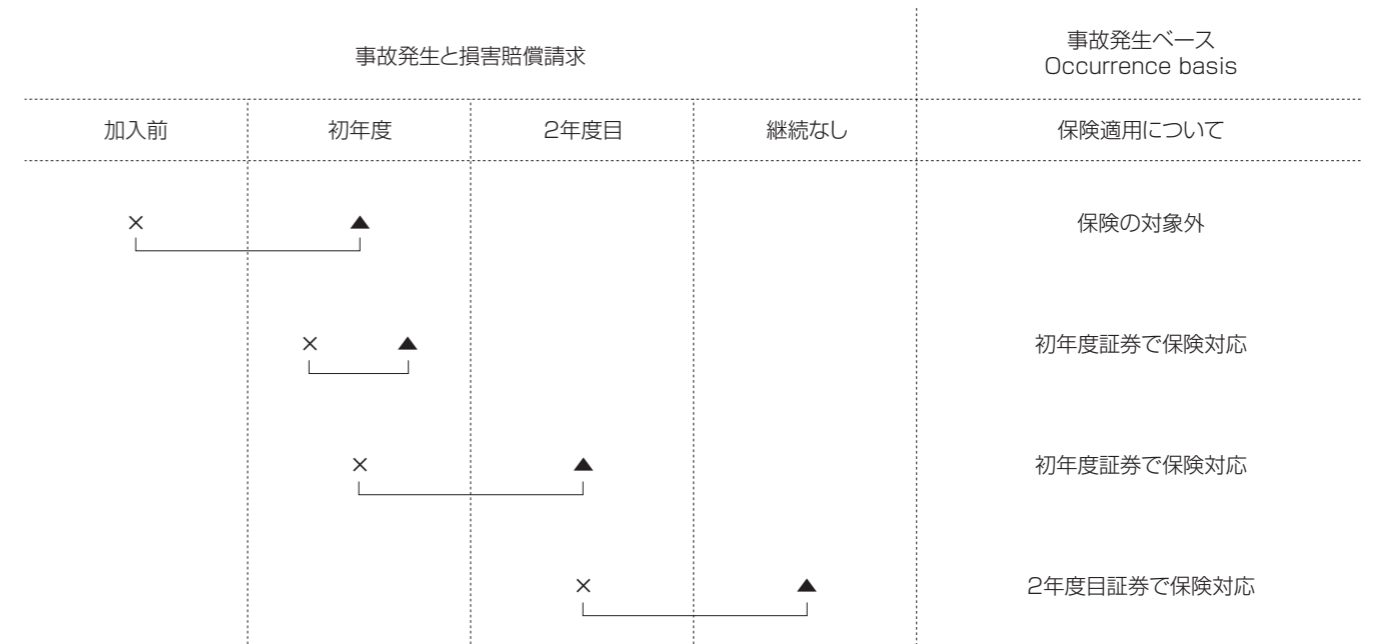 事故発生と損害賠償請求
事故発生ベース
Occurrence basis
加入前 初年度 2年度目 継続なし 保険適用について
× ▲ 保険の対象外
× ▲ 初年度証券で保険対応
× ▲ 初年度証券で保険対応
× ▲ 2年度目証券で保険対応